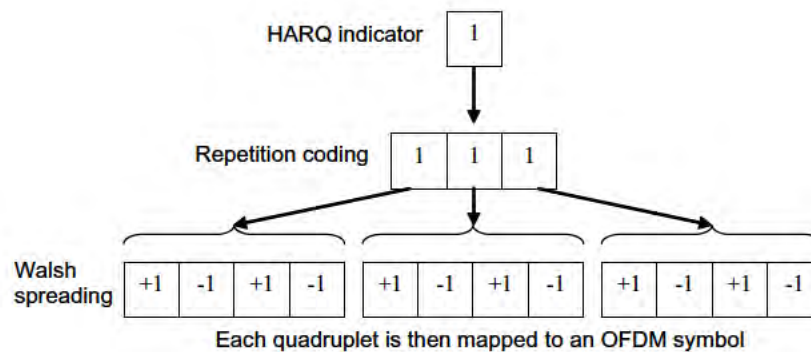 HARQ indicator 1
Repetition coding 1 1 1
Walsh
spreading
+1 -1 +1 -1 +1 -1 +1 -1 +1 -1 +1 -1
Each quadruplet is then mapped to an OFDM symbol